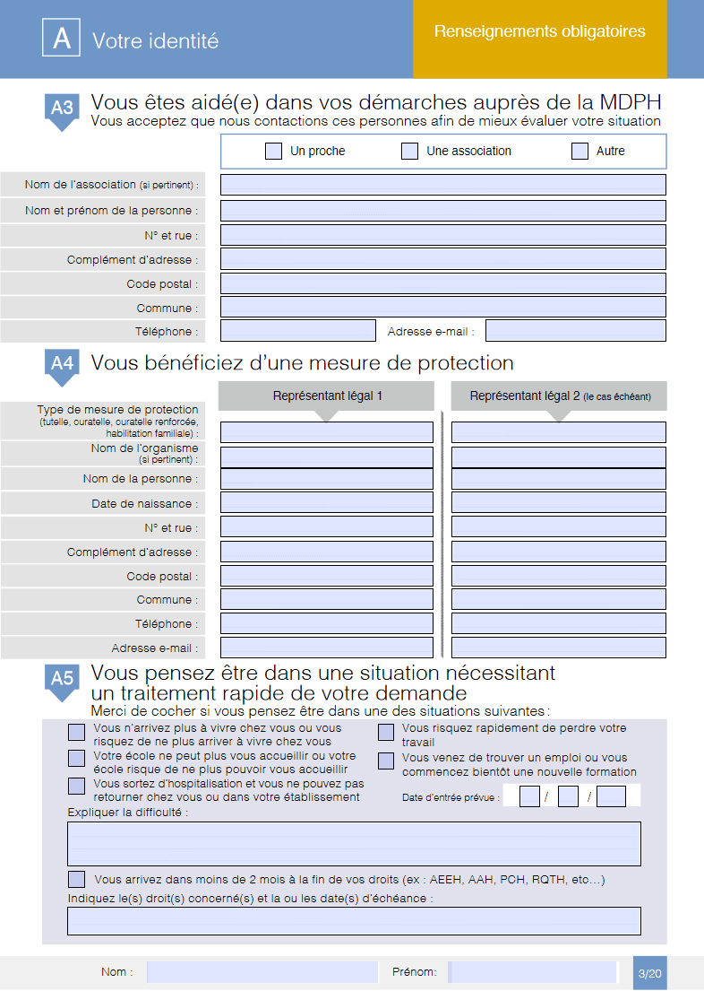 A Votre identité
Renseignements obligatoires
A3 Vous êtes aidé(e) dans vos démarches auprès de la MDPH
Vous acceptez que nous contactions ces personnes afin de mieux évaluer votre situation
Un proche Une association Autre
Nom de l'association (si pertinent) :
Nom et prénom de la personne :
N° et rue :
Complément d'adresse :
Code postal :
Commune :
Téléphone : Adresse e-mail :
A4 Vous bénéficiez d'une mesure de protection
Représentant légal 1 Représentant légal 2 (le cas échéant)
Type de mesure de protection
(tutelle, curatelle, curatelle renforcée,
habilitation familiale) :
Nom de l'organisme
(si pertinent) :
Nom de la personne :
Date de naissance :
N° et rue :
Complément d'adresse :
Code postal :
Commune :
Téléphone :
Adresse e-mail :
A5 Vous pensez être dans une situation nécessitant
un traitement rapide de votre demande
Merci de cocher si vous pensez être dans une des situations suivantes :
Vous n'arrivez plus à vivre chez vous ou vous
risquez de ne plus arriver à vivre chez vous
Votre école ne peut plus vous accueillir ou votre
école risque de ne plus pouvoir vous accueillir
Vous sortez d'hospitalisation et vous ne pouvez pas
retourner chez vous ou dans votre établissement
Vous risquez rapidement de perdre votre
travail
Vous venez de trouver un emploi ou vous
commencez bientôt une nouvelle formation
Date d'entrée prévue : / /
Expliquer la difficulté :
Vous arrivez dans moins de 2 mois à la fin de vos droits (ex : AEEH, AAH, PCH, RQTH, etc...)
Indiquez le(s) droit(s) concerné(s) et la ou les date(s) d'échéance :
Nom : Prénom: 3/20